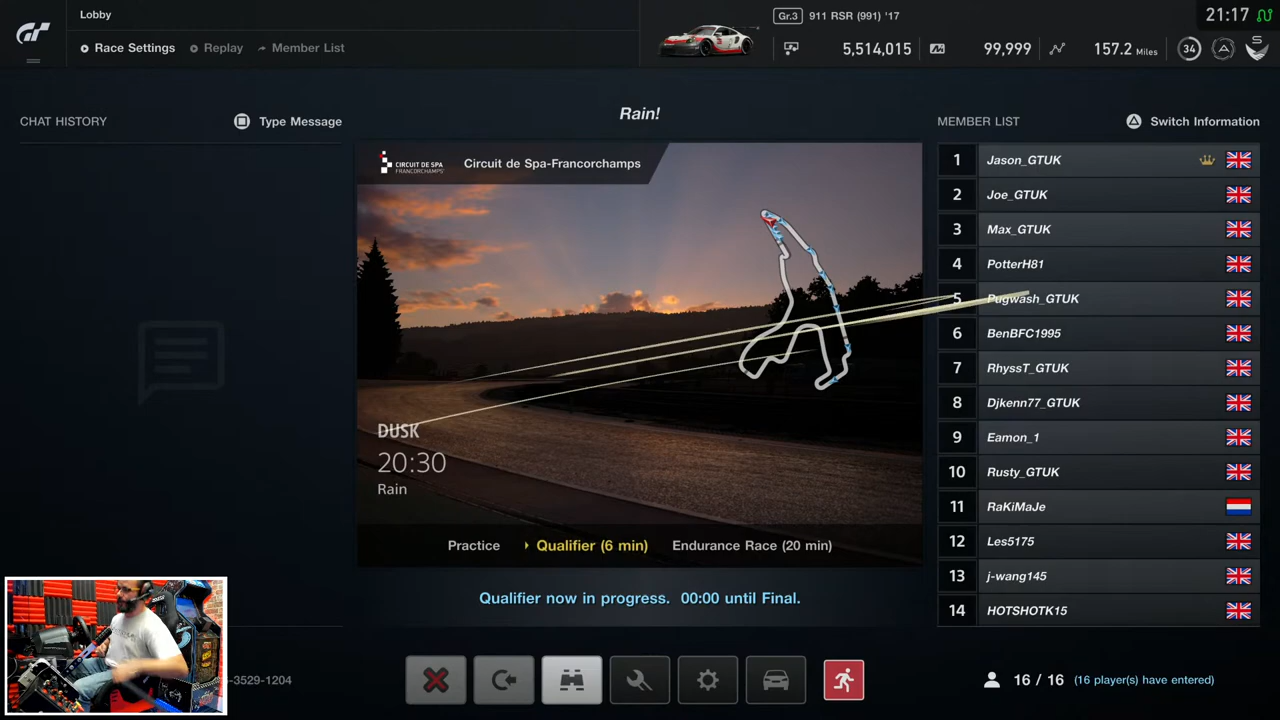 Lobby
Race Settings
Replay
Member List
Gr.3
911 RSR (991) '17
21:17
5,514,015
99,999
157.2 Miles
34
A
S
Rain!
CHAT HISTORY
Type Message
MEMBER LIST
Switch Information
CIRCUIT DE SPA
FRANCORCHAMPS
Circuit de Spa-Francorchamps
1 Jason_GTUK
2 Joe_GTUK
3 Max_GTUK
4 PotterH81
5 Pugwash_GTUK
6 BenBFC1995
7 RhyssT_GTUK
8 Djkenn77_GTUK
9 Eamon_1
10 Rusty_GTUK
11 RaKiMaJe
12 Les5175
13 j-wang145
14 HOTSHOTK15
DUSK
20:30
Rain
Practice
Qualifier (6 min)
Endurance Race (20 min)
Qualifier now in progress. 00:00 until Final.
-3529-1204
16 / 16
(16 player(s) have entered)